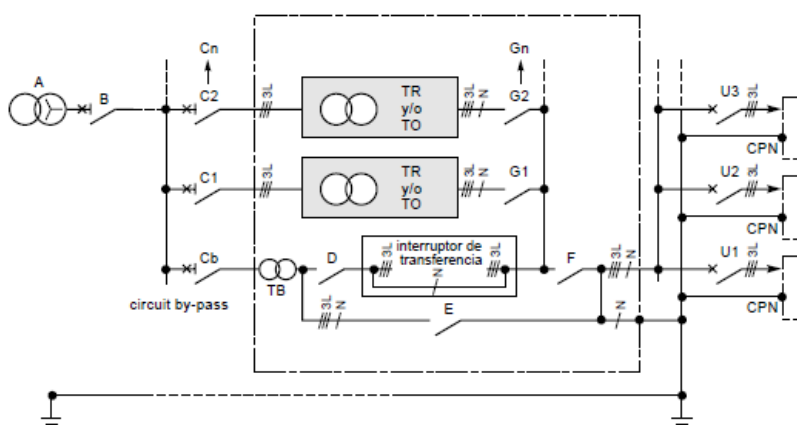 Cn
Gn
A
B
C2
3L
TR
y/o
TO
3L
N
G2
U3
3L
CPN
C1
3L
TR
y/o
TO
3L
N
G1
U2
3L
CPN
Cb
TB
D
interruptor de
transferencia
3L
N
3L
F
3L
N
U1
3L
CPN
circuit by-pass
3L
N
E
N